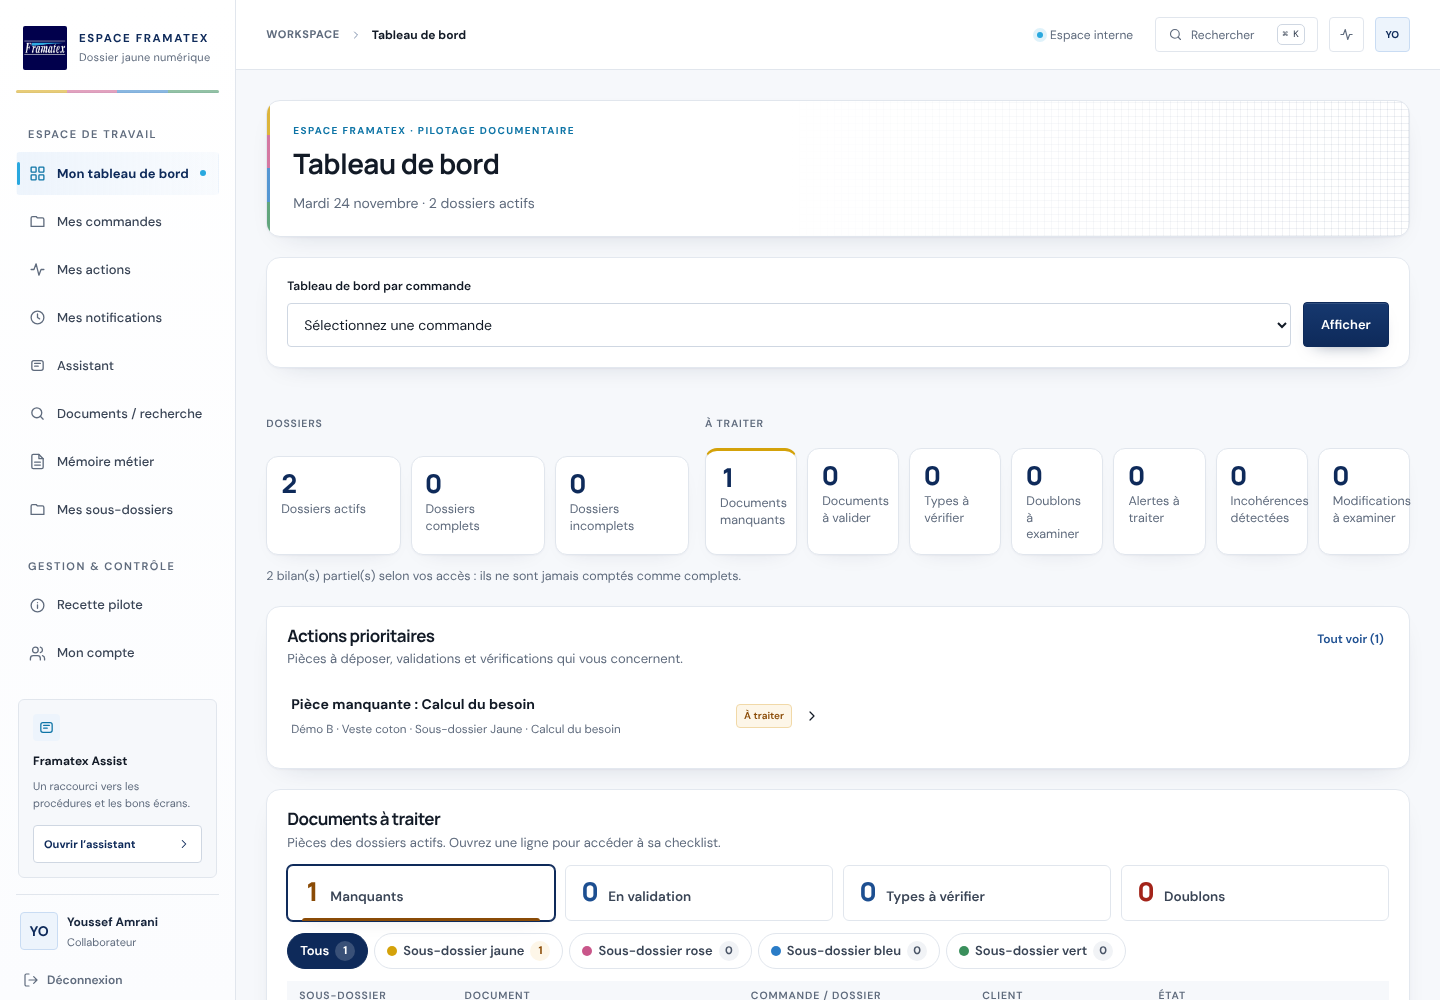 Framatex
ESPACE FRAMATEX
Dossier jaune numérique
ESPACE DE TRAVAIL
Mon tableau de bord
Mes commandes
Mes actions
Mes notifications
Assistant
Documents / recherche
Mémoire métier
Mes sous-dossiers
GESTION & CONTRÔLE
Recette pilote
Mon compte
Framatex Assist
Un raccourci vers les
procédures et les bons écrans.
Ouvrir l’assistant
YO
Youssef Amrani
Collaborateur
Déconnexion
WORKSPACE
Tableau de bord
Espace interne
Rechercher
⌘ K
YO
ESPACE FRAMATEX · PILOTAGE DOCUMENTAIRE
Tableau de bord
Mardi 24 novembre · 2 dossiers actifs
Tableau de bord par commande
Sélectionnez une commande
Afficher
DOSSIERS
2
Dossiers actifs
0
Dossiers
complets
0
Dossiers
incomplets
À TRAITER
1
Documents
manquants
0
Documents
à valider
0
Types à
vérifier
0
Doublons
à
examiner
0
Alertes à
traiter
0
Incohérences
détectées
0
Modifications
à examiner
2 bilan(s) partiel(s) selon vos accès : ils ne sont jamais comptés comme complets.
Actions prioritaires
Pièces à déposer, validations et vérifications qui vous concernent.
Tout voir (1)
Pièce manquante : Calcul du besoin
Démo B · Veste coton · Sous-dossier Jaune · Calcul du besoin
À traiter
Documents à traiter
Pièces des dossiers actifs. Ouvrez une ligne pour accéder à sa checklist.
1 Manquants
0 En validation
0 Types à vérifier
0 Doublons
Tous 1
Sous-dossier jaune 1
Sous-dossier rose 0
Sous-dossier bleu 0
Sous-dossier vert 0
SOUS-DOSSIER DOCUMENT COMMANDE / DOSSIER CLIENT ÉTAT